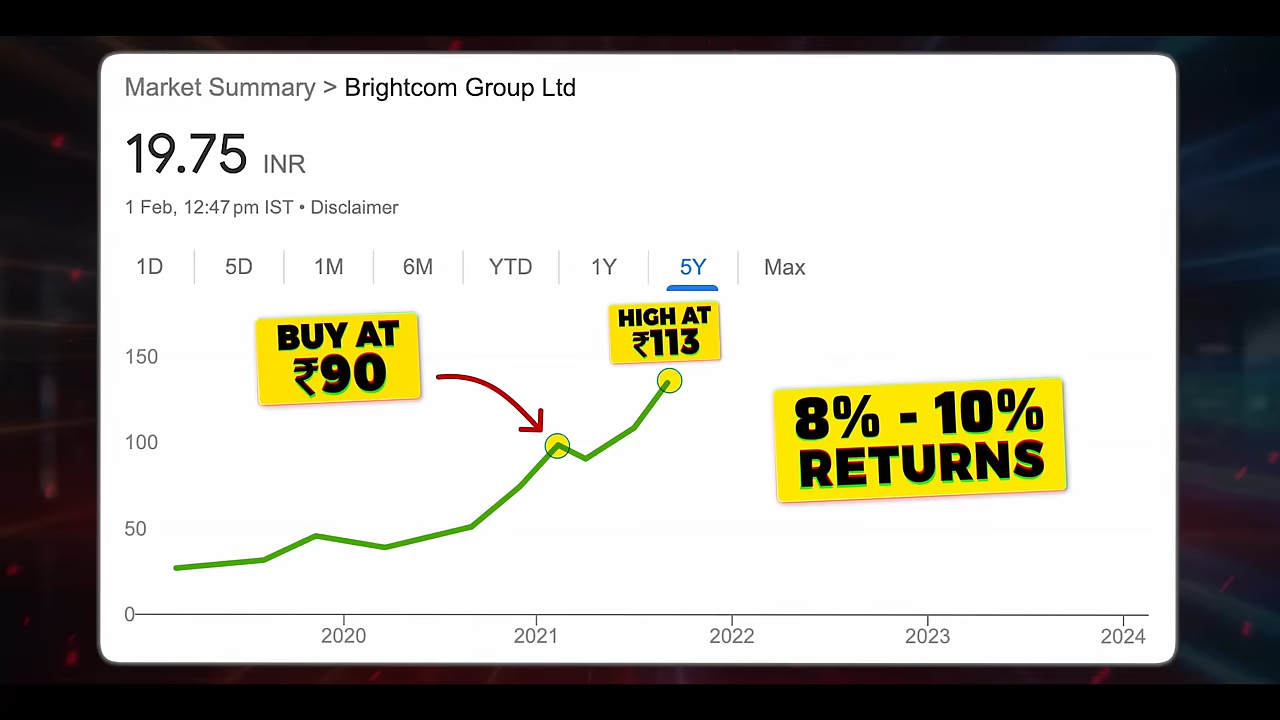 Market Summary > Brightcom Group Ltd
19.75 INR
1 Feb, 12:47 pm IST • Disclaimer
1D 5D 1M 6M YTD 1Y 5Y Max
BUY AT
₹90
HIGH AT
₹113
8% - 10%
RETURNS
150
100
50
0
2020 2021 2022 2023 2024